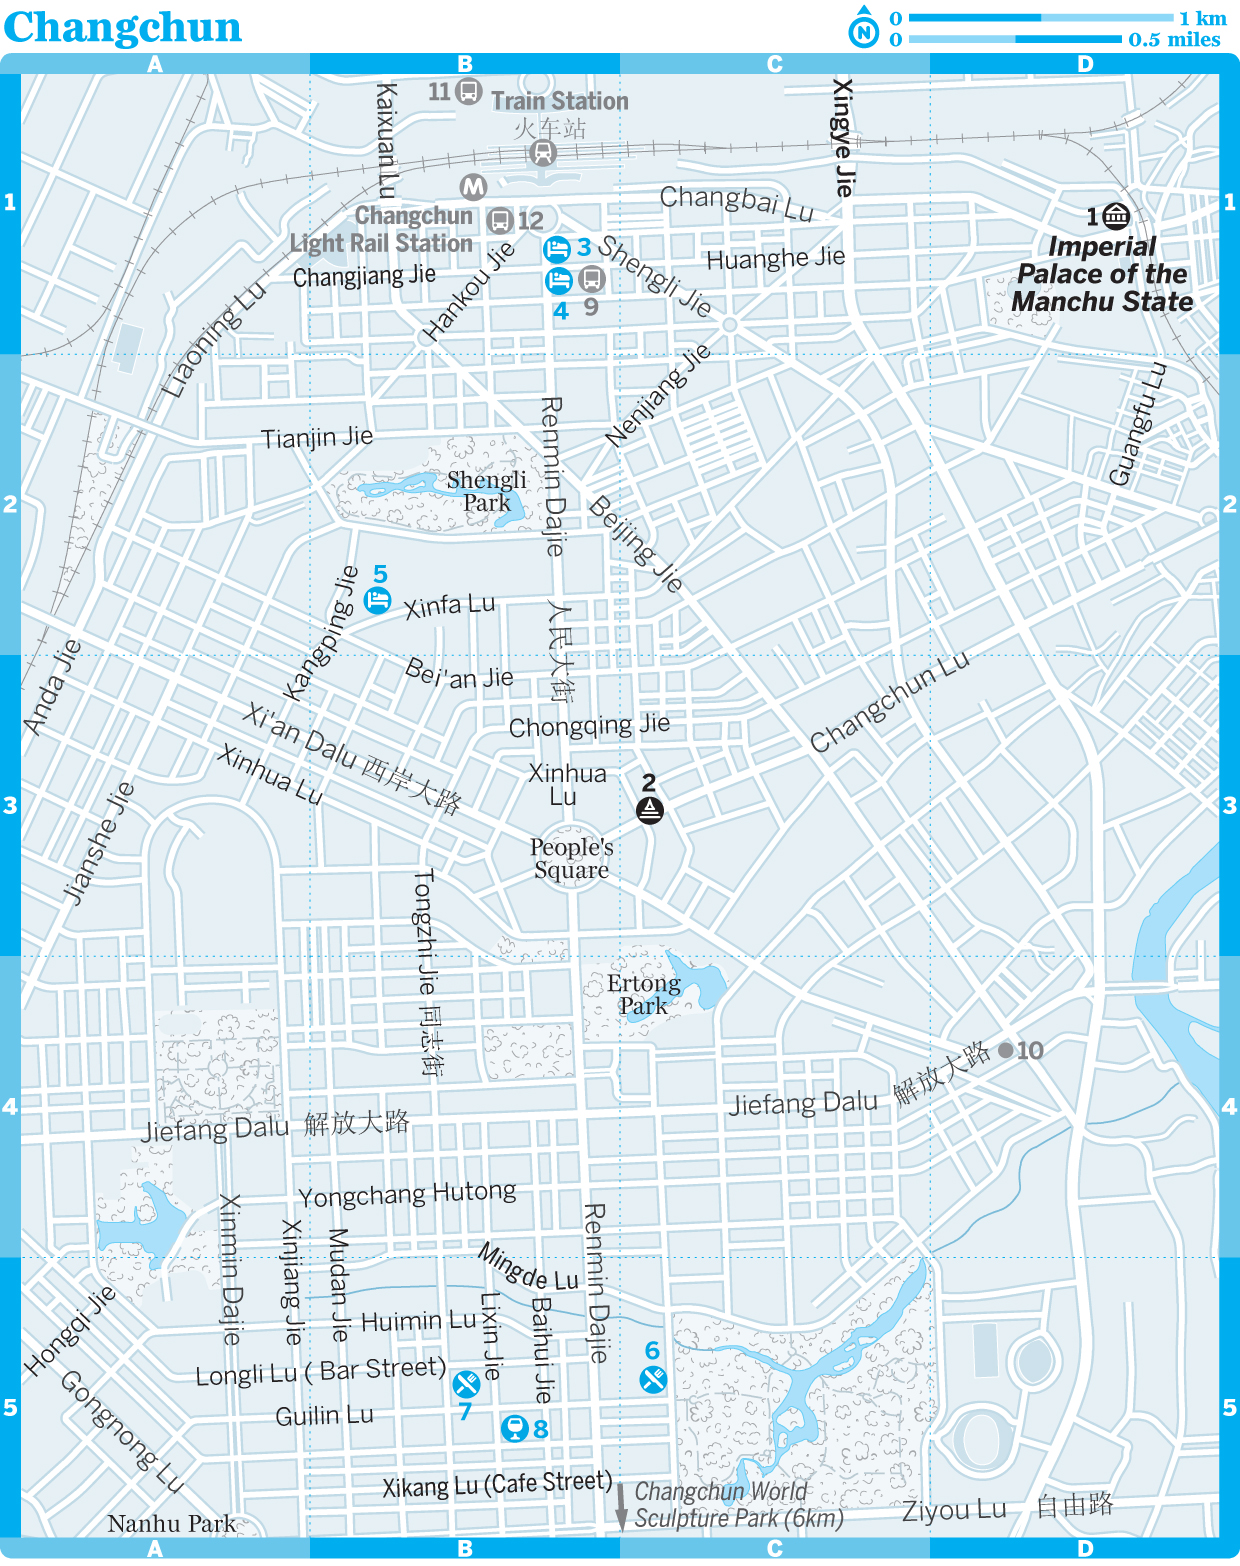 Changchun
0 1 km
N
0 0.5 miles
A B C D
Kaixuan Lu
11
Train Station
火车站
Xingye Jie
M
1
1
Changbai Lu
1
Changchun
Light Rail Station
12
Imperial
Palace of the
Manchu State
3
Shengli Jie
Huanghe Jie
Changjiang Jie
Hankou Jie
4
9
Liaoning Lu
Nenjiang Jie
Guangfu Lu
Renmin Dajie
Tianjin Jie
Shengli
Park
2
2
Beijing Jie
5
Kangping Jie
Xinfa Lu
人民大街
Anda Jie
Bei'an Jie
Changchun Lu
Xi'an Dalu 西岸大路
Chongqing Jie
Xinhua Lu
Xinhua
Lu
2
3
3
Jianshe Jie
People's
Square
Tongzhi Jie 同志街
Ertong
Park
10
Jiefang Dalu 解放大路
4
4
Jiefang Dalu 解放大路
Yongchang Hutong
Xinmin Dajie
Xinjiang Jie
Mudan Jie
Renmin Dajie
Mingde Lu
Hongqi Jie
Huimin Lu
Lixin Jie
Baihui Jie
6
Longli Lu ( Bar Street)
7
5
5
Gongnong Lu
Guilin Lu
8
Xikang Lu (Cafe Street)
Changchun World
Sculpture Park (6km)
Ziyou Lu 自由路
Nanhu Park
A B C D